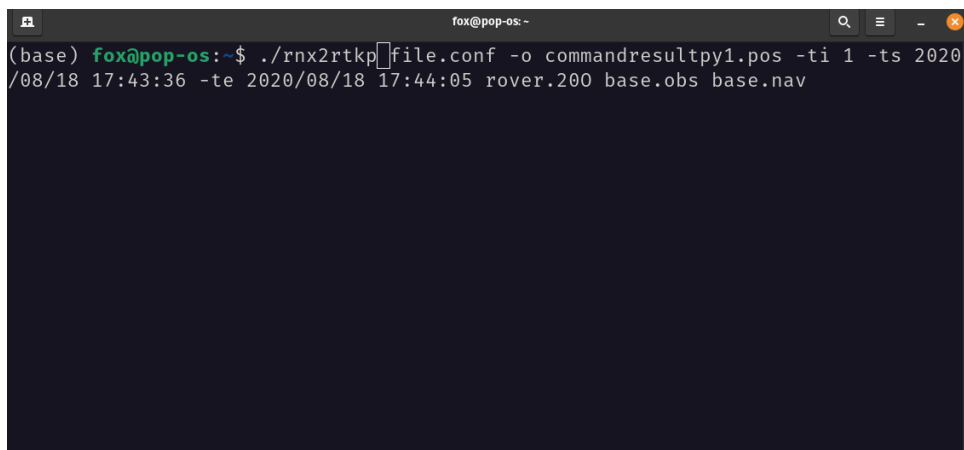 fox@pop-os: ~
(base) fox@pop-os:~$ ./rnx2rtkp file.conf -o commandresultpy1.pos -ti 1 -ts 2020
/08/18 17:43:36 -te 2020/08/18 17:44:05 rover.20O base.obs base.nav